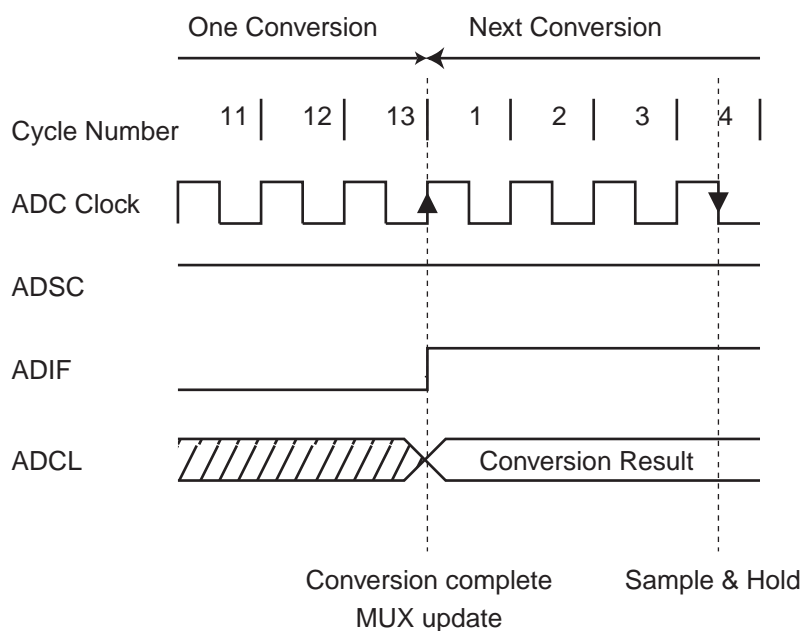 One Conversion Next Conversion
Cycle Number 11 12 13 1 2 3 4
ADC Clock
ADSC
ADIF
ADCL Conversion Result
Conversion complete Sample & Hold
MUX update